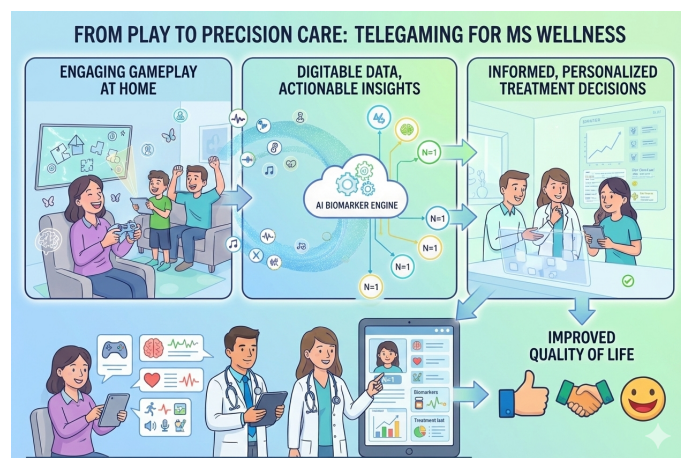 FROM PLAY TO PRECISION CARE: TELEGAMING FOR MS WELLNESS
ENGAGING GAMEPLAY
AT HOME
DIGITABLE DATA,
ACTIONABLE INSIGHTS
N=1
AI BIOMARKER ENGINE
N=1
N=1
N=1
N=1
INFORMED, PERSONALIZED
TREATMENT DECISIONS
N=1
Biomarkers
IMPROVED
QUALITY OF LIFE